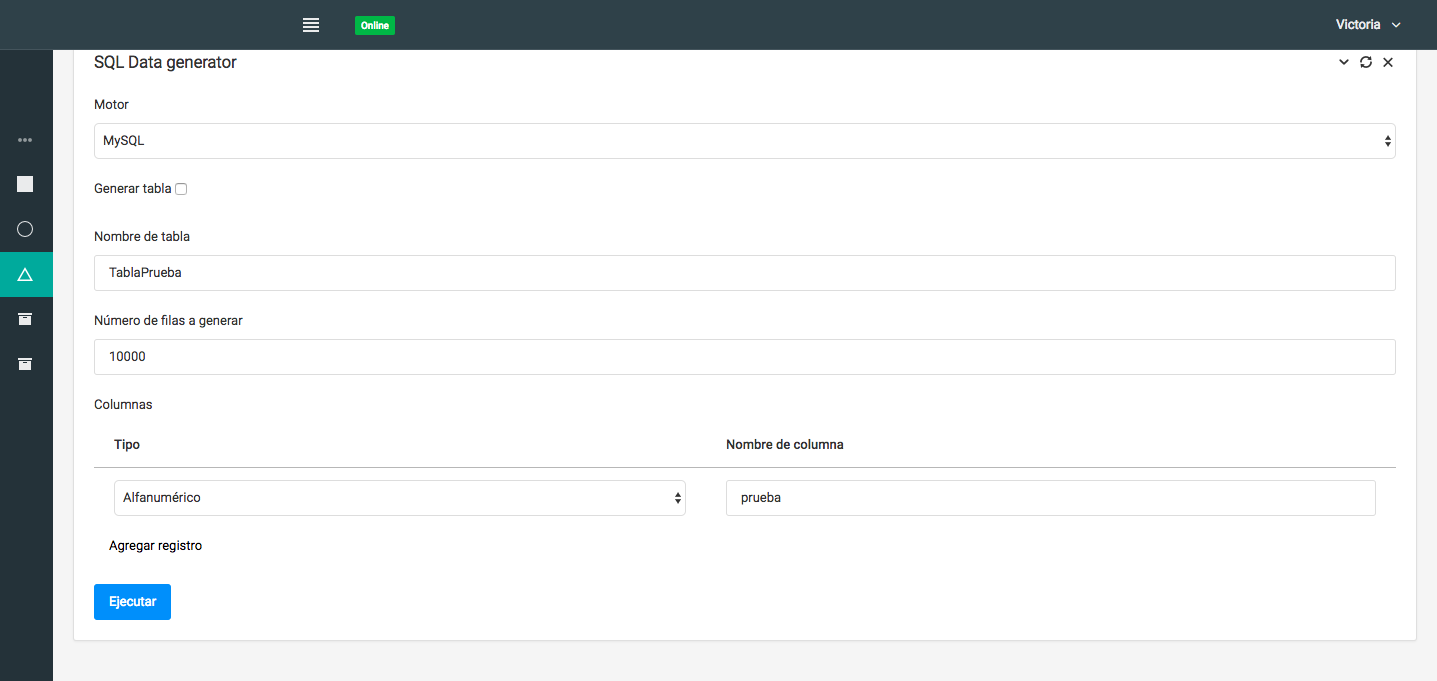 Online
Victoria
SQL Data generator
Motor
MySQL
Generar tabla
Nombre de tabla
TablaPrueba
Número de filas a generar
10000
Columnas
Tipo Nombre de columna
Alfanumérico prueba
Agregar registro
Ejecutar